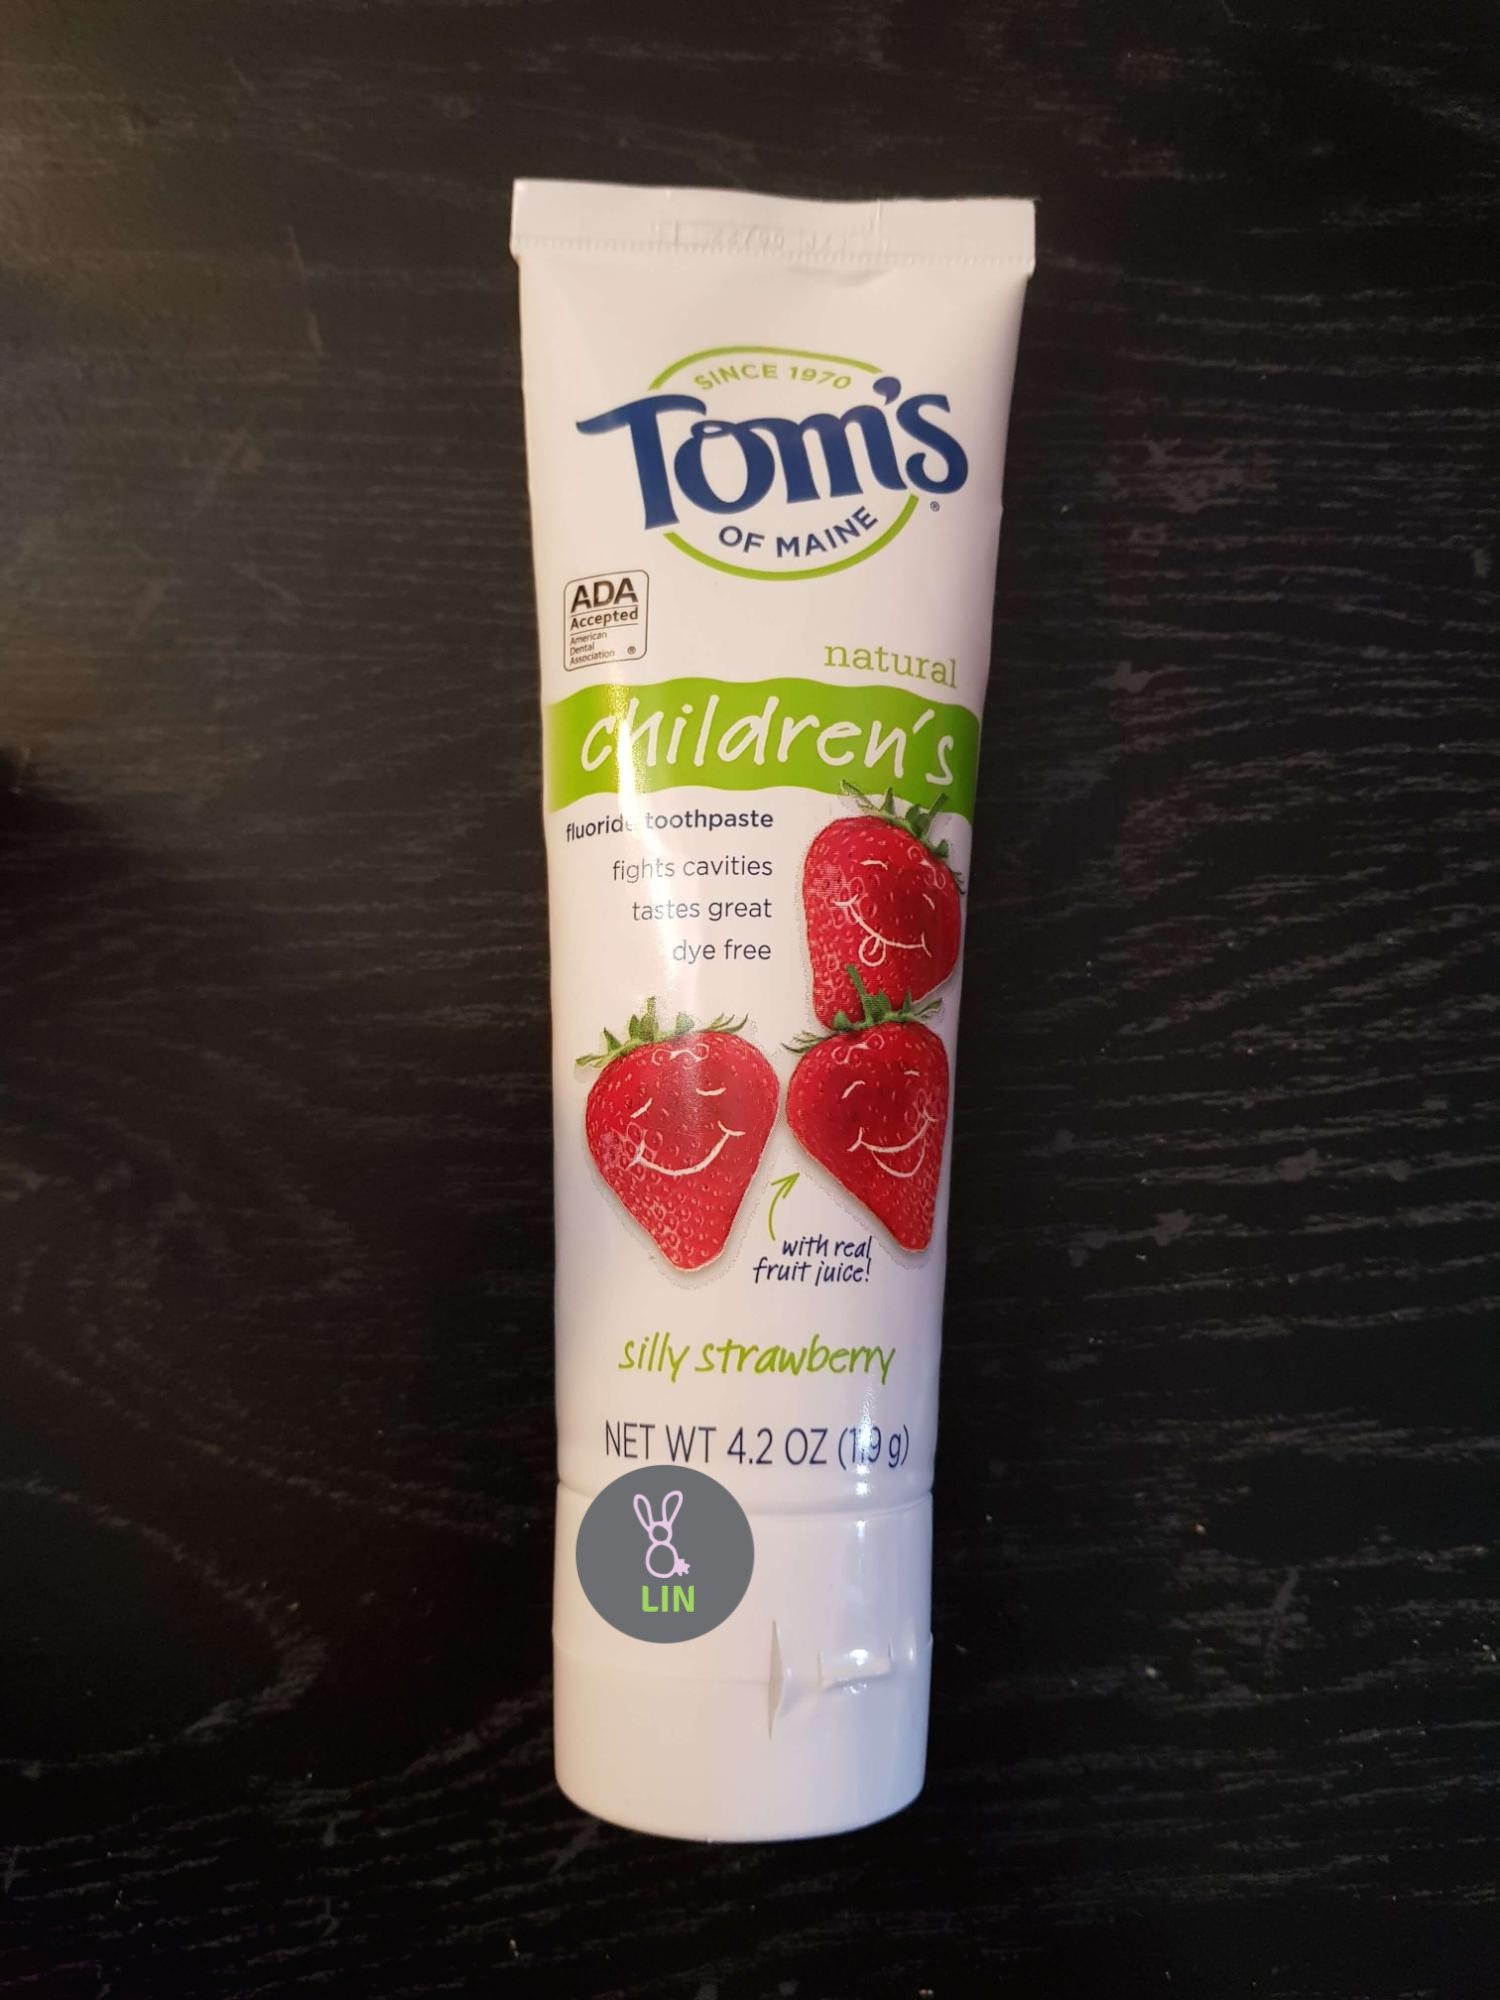 SINCE 1970
Tom's
OF MAINE
®
ADA
Accepted
American
Dental
Association ®
natural
children's
fluoride toothpaste
fights cavities
tastes great
dye free
with real
fruit juice!
silly strawberry
NET WT 4.2 OZ (119 g)
LIN